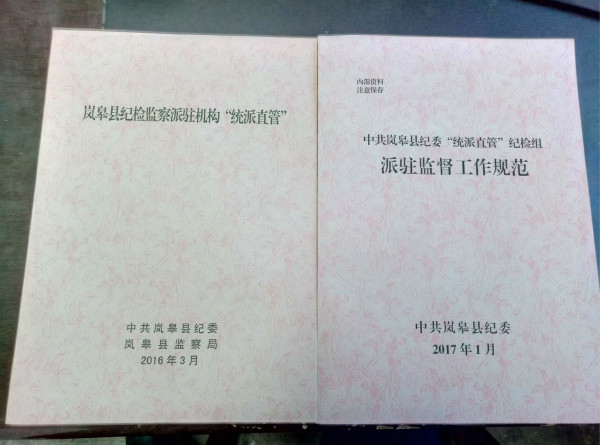 岚皋县纪检监察派驻机构“统派直管”
中共岚皋县纪委
岚皋县监察局
2016年3月
内部资料
注意保存
中共岚皋县纪委“统派直管”纪检组
派驻监督工作规范
中共岚皋县纪委
2017年1月